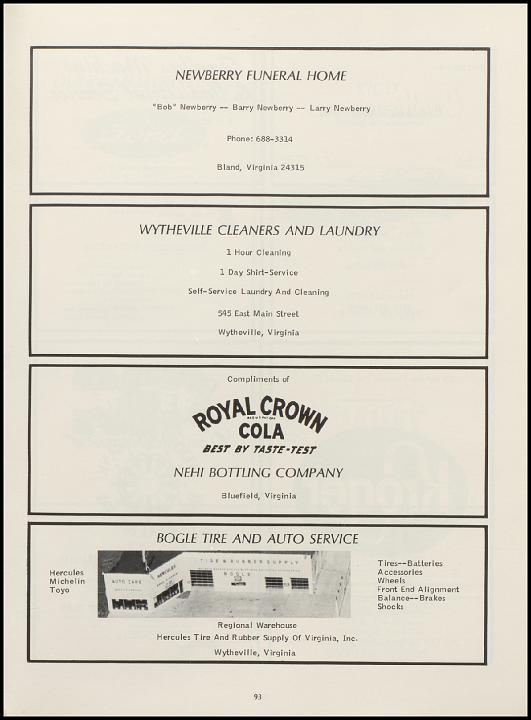 NEWBERRY FUNERAL HOME
"Bob" Newberry -- Barry Newberry -- Larry Newberry
Phone: 688-3314
Bland, Virginia 24315
WYTHEVILLE CLEANERS AND LAUNDRY
1 Hour Cleaning
1 Day Shirt-Service
Self-Service Laundry And Cleaning
545 East Main Street
Wytheville, Virginia
Compliments of
ROYAL CROWN
COLA
BEST BY TASTE-TEST
NEHI BOTTLING COMPANY
Bluefield, Virginia
BOGLE TIRE AND AUTO SERVICE
Hercules
Michelin
Toyo
AUTO CARE
HERCULES
TIRE & RUBBER SUPPLY
BOGLE
Tires--Batteries
Accessories
Wheels
Front End Alignment
Balance--Brakes
Shocks
Regional Warehouse
Hercules Tire And Rubber Supply Of Virginia, Inc.
Wytheville, Virginia
93